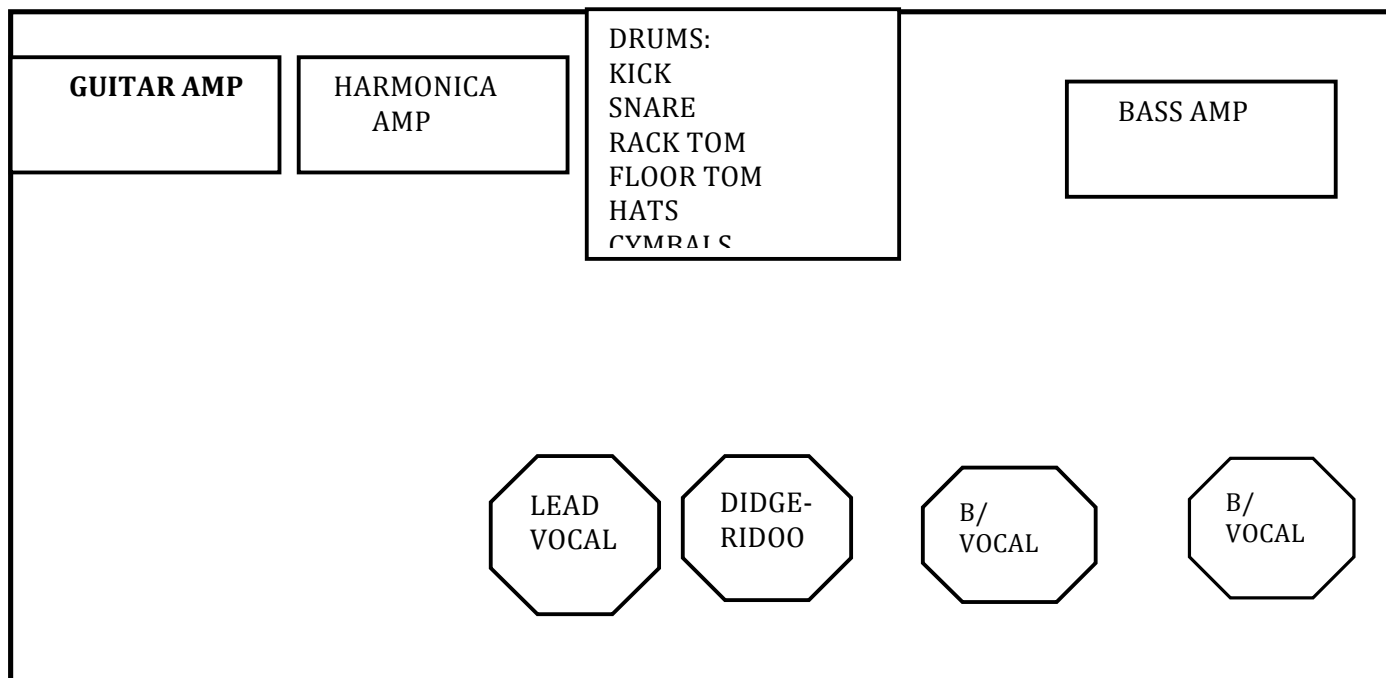 GUITAR AMP
HARMONICA
AMP
DRUMS:
KICK
SNARE
RACK TOM
FLOOR TOM
HATS
CYMBALS
BASS AMP
LEAD
VOCAL
DIDGE-
RIDOO
B/
VOCAL
B/
VOCAL